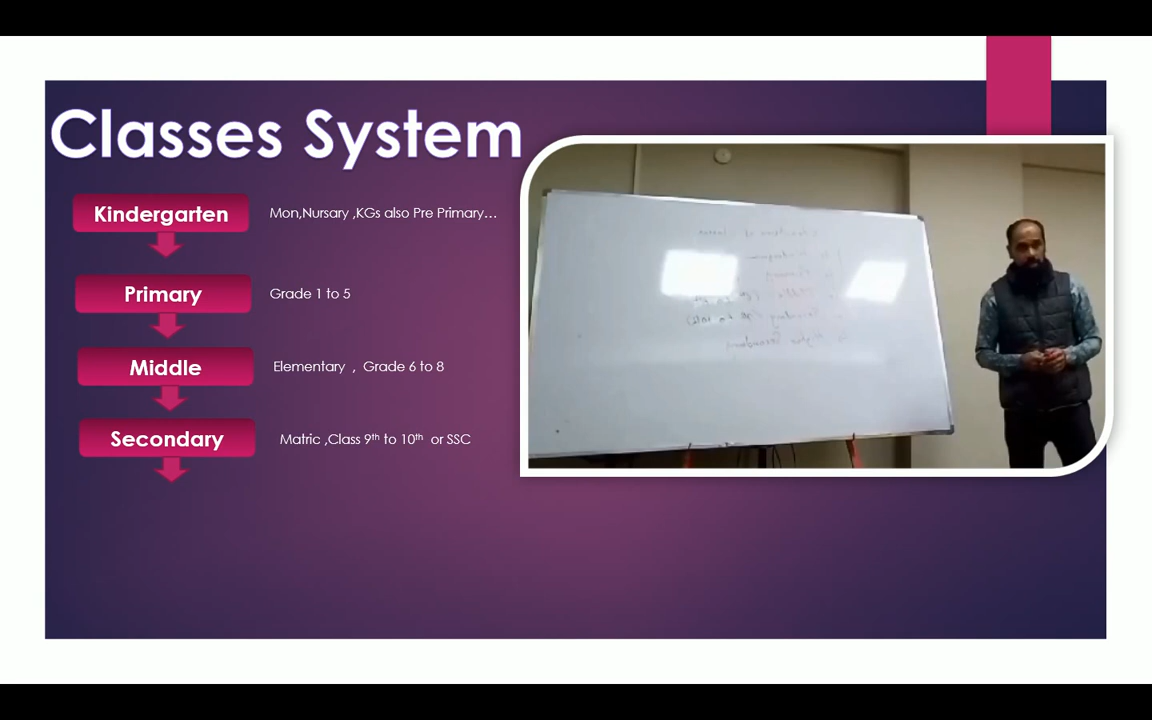 Classes System
Kindergarten
Mon,Nursary ,KGs also Pre Primary…
Primary
Grade 1 to 5
Middle
Elementary , Grade 6 to 8
Secondary
Matric ,Class 9th to 10th or SSC